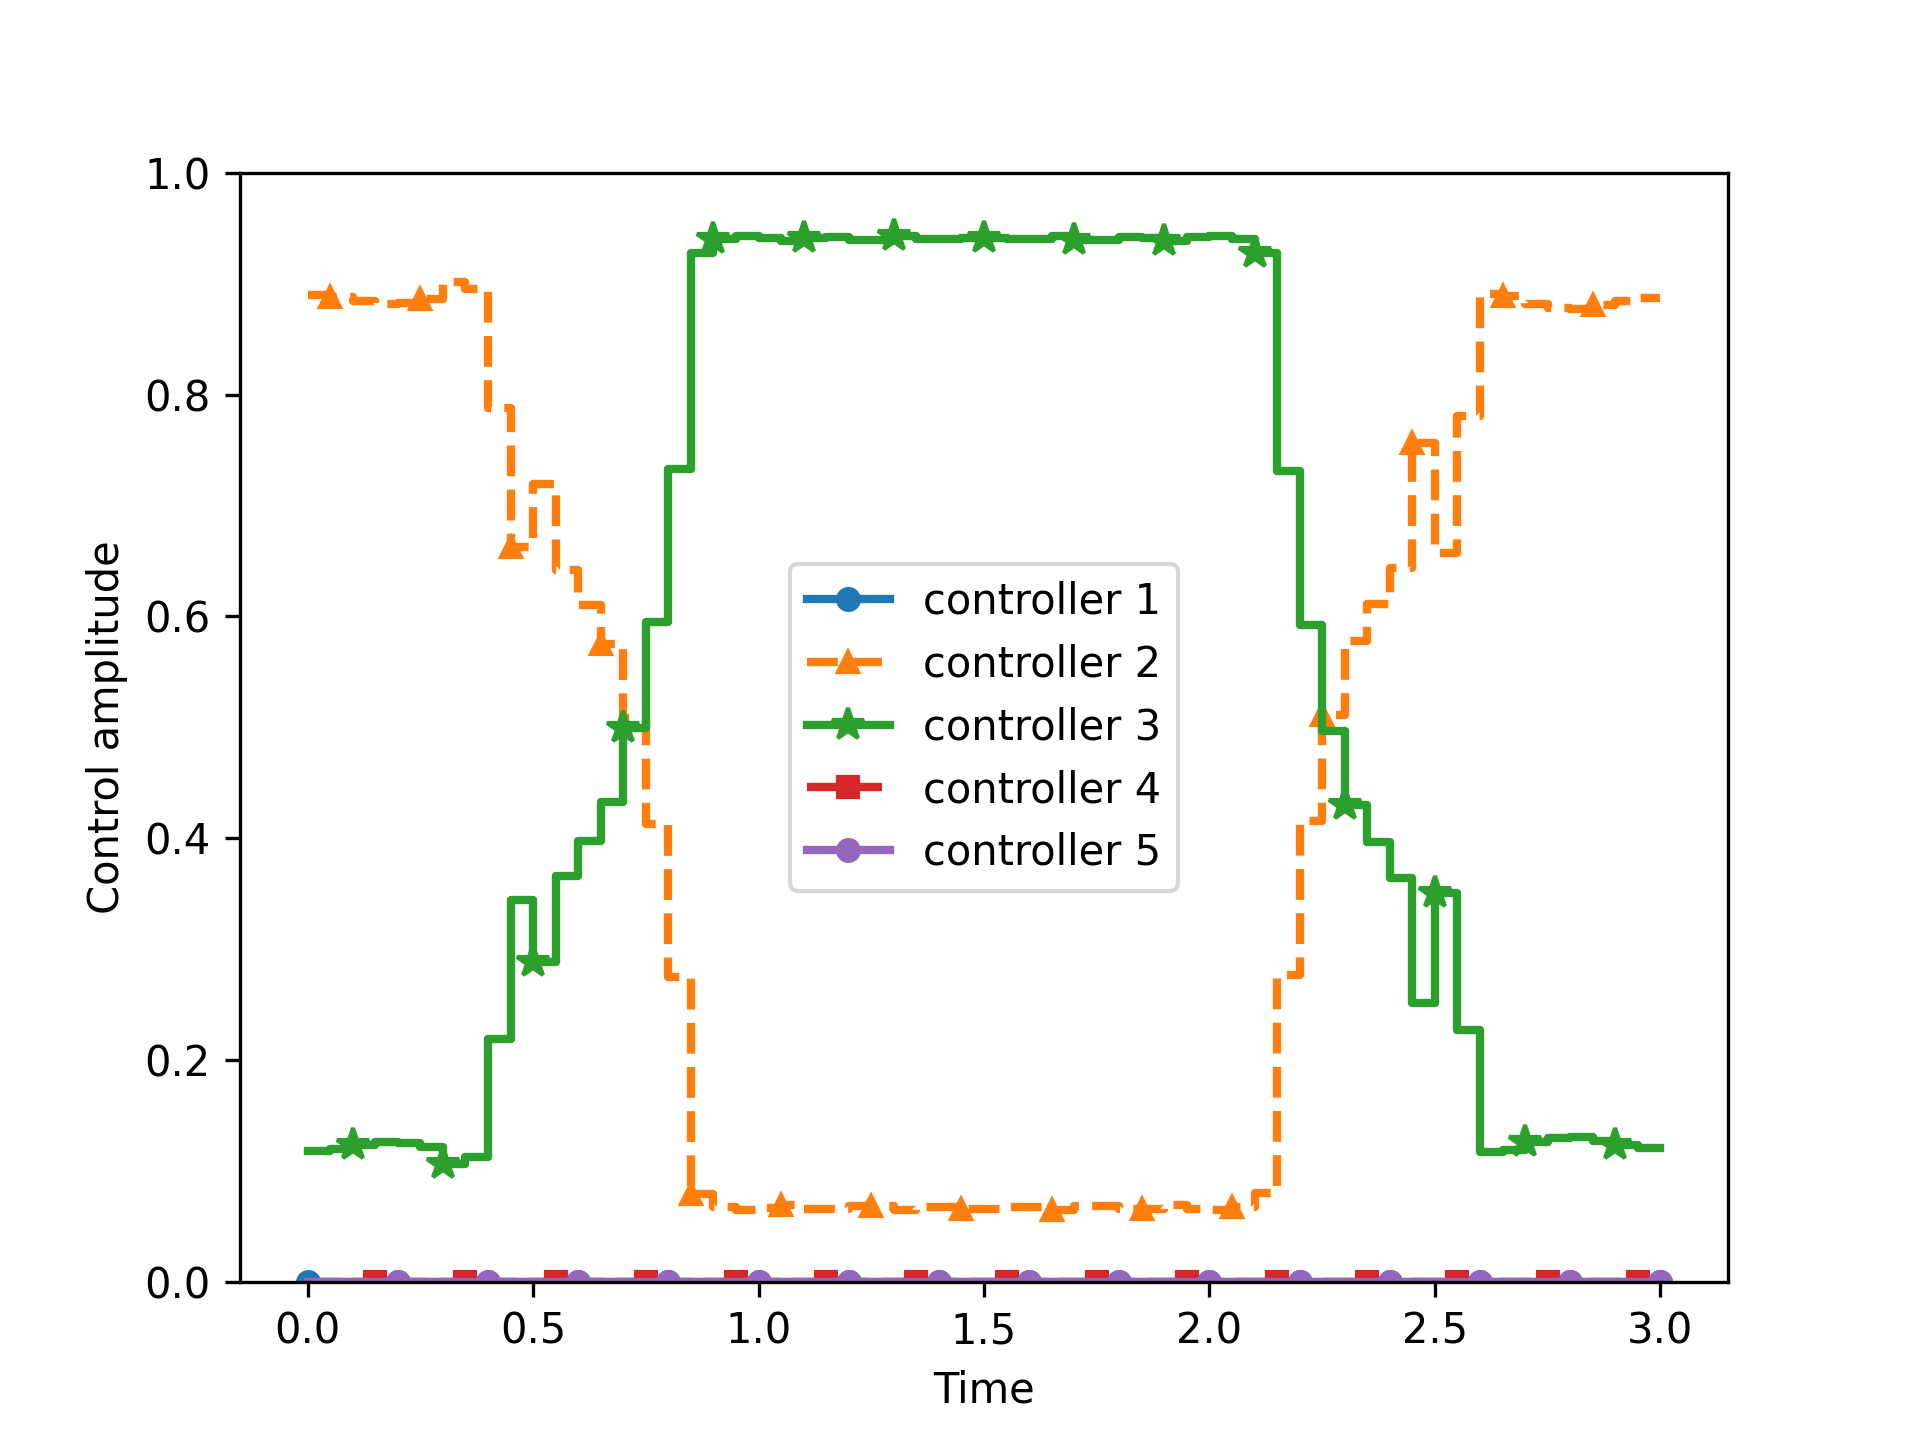 1.0
0.8
0.6
0.4
0.2
0.0
Control amplitude
controller 1
controller 2
controller 3
controller 4
controller 5
0.0 0.5 1.0 1.5 2.0 2.5 3.0
Time